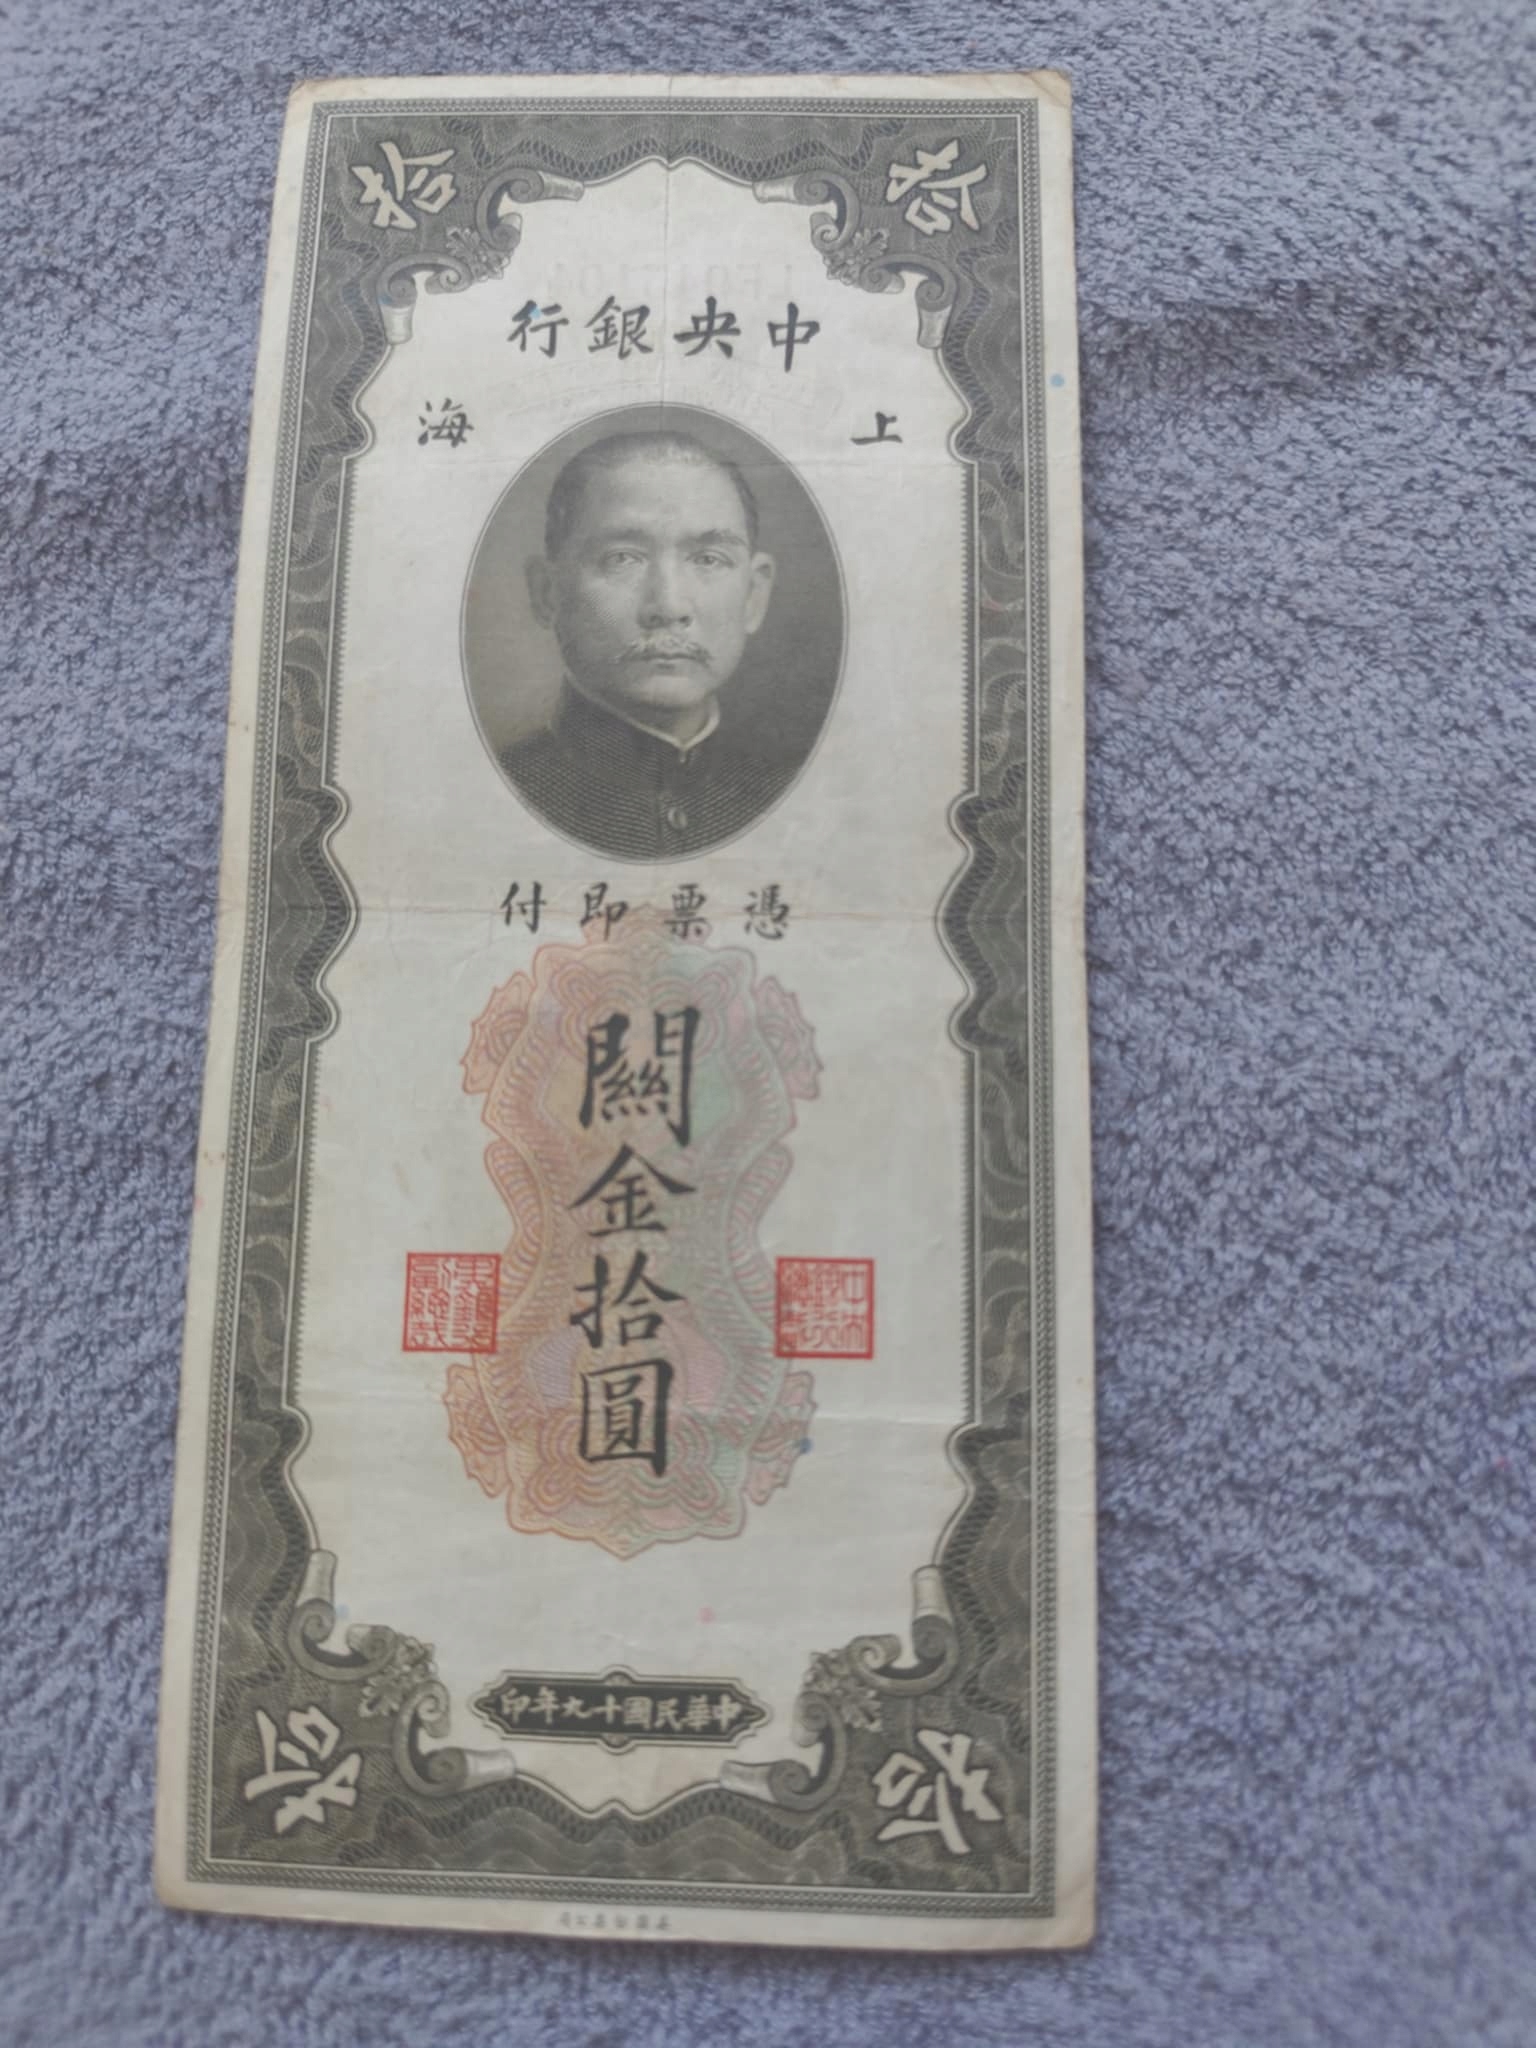 拾 拾
中央銀行
上海
憑票即付
關
金
拾
圓
中華民國十九年印
拾 拾